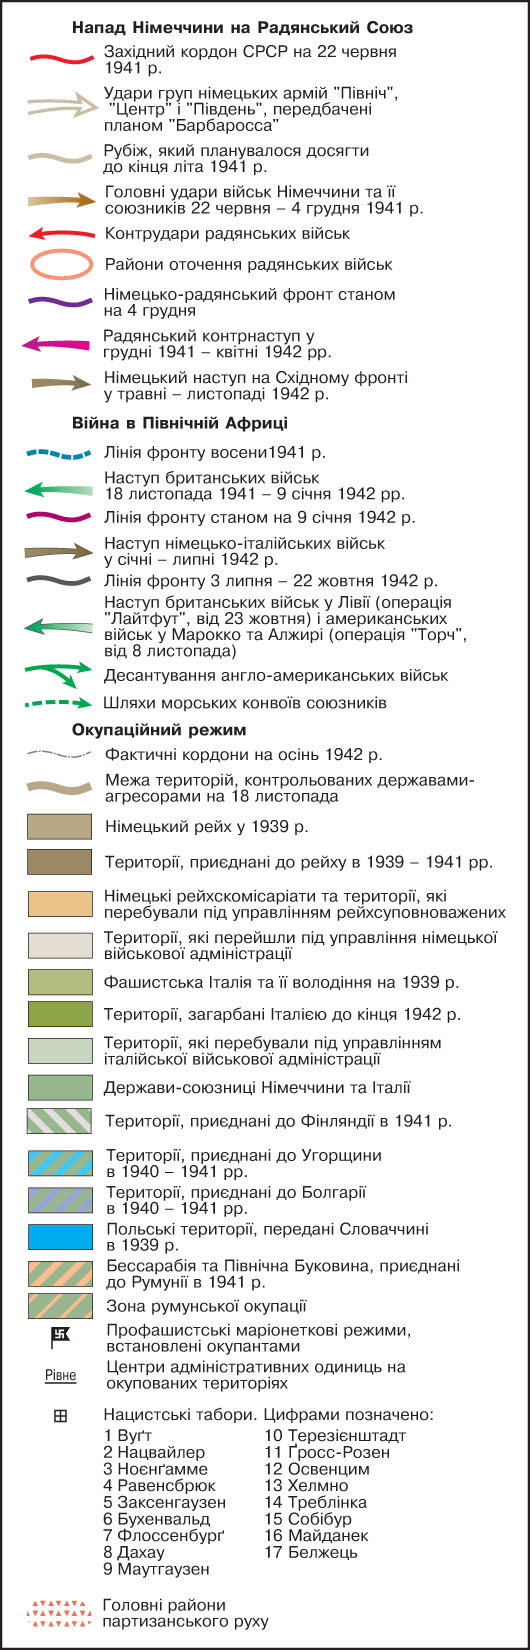 Напад Німеччини на Радянський Союз
Західний кордон СРСР на 22 червня
1941 р.
Удари груп німецьких армій "Північ",
"Центр" і "Південь", передбачені
планом "Барбаросса"
Рубіж, який планувалося досягти
до кінця літа 1941 р.
Головні удари військ Німеччини та її
союзників 22 червня – 4 грудня 1941 р.
Контрудари радянських військ
Райони оточення радянських військ
Німецько-радянський фронт станом
на 4 грудня
Радянський контрнаступ у
грудні 1941 – квітні 1942 рр.
Німецький наступ на Східному фронті
у травні – листопаді 1942 р.
Війна в Північній Африці
Лінія фронту восени1941 р.
Наступ британських військ
18 листопада 1941 – 9 січня 1942 рр.
Лінія фронту станом на 9 січня 1942 р.
Наступ німецько-італійських військ
у січні – липні 1942 р.
Лінія фронту 3 липня – 22 жовтня 1942 р.
Наступ британських військ у Лівії (операція
"Лайтфут", від 23 жовтня) і американських
військ у Марокко та Алжирі (операція "Торч",
від 8 листопада)
Десантування англо-американських військ
Шляхи морських конвоїв союзників
Окупаційний режим
Фактичні кордони на осінь 1942 р.
Межа територій, контрольованих державами-
агресорами на 18 листопада
Німецький рейх у 1939 р.
Території, приєднані до рейху в 1939 – 1941 рр.
Німецькі рейхскомісаріати та території, які
перебували під управлінням рейхсуповноважених
Території, які перейшли під управління німецької
військової адміністрації
Фашистська Італія та її володіння на 1939 р.
Території, загарбані Італією до кінця 1942 р.
Території, які перебували під управлінням
італійської військової адміністрації
Держави-союзниці Німеччини та Італії
Території, приєднані до Фінляндії в 1941 р.
Території, приєднані до Угорщини
в 1940 – 1941 рр.
Території, приєднані до Болгарії
в 1940 – 1941 рр.
Польські території, передані Словаччині
в 1939 р.
Бессарабія та Північна Буковина, приєднані
до Румунії в 1941 р.
Зона румунської окупації
Профашистські маріонеткові режими,
встановлені окупантами
Рівне
Центри адміністративних одиниць на
окупованих територіях
Нацистські табори. Цифрами позначено:
1 Вуґт
2 Нацвайлер
3 Ноєнґамме
4 Равенсбрюк
5 Заксенгаузен
6 Бухенвальд
7 Флоссенбурґ
8 Дахау
9 Маутгаузен
10 Терезієнштадт
11 Ґросс-Розен
12 Освенцим
13 Хелмно
14 Треблінка
15 Собібур
16 Майданек
17 Белжець
Головні райони
партизанського руху